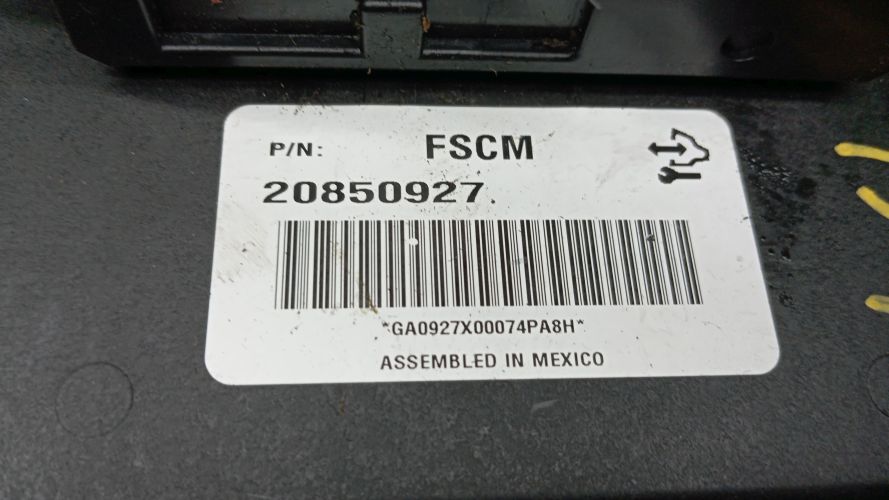 P/N: FSCM
20850927
*GA0927X00074PA8H*
ASSEMBLED IN MEXICO